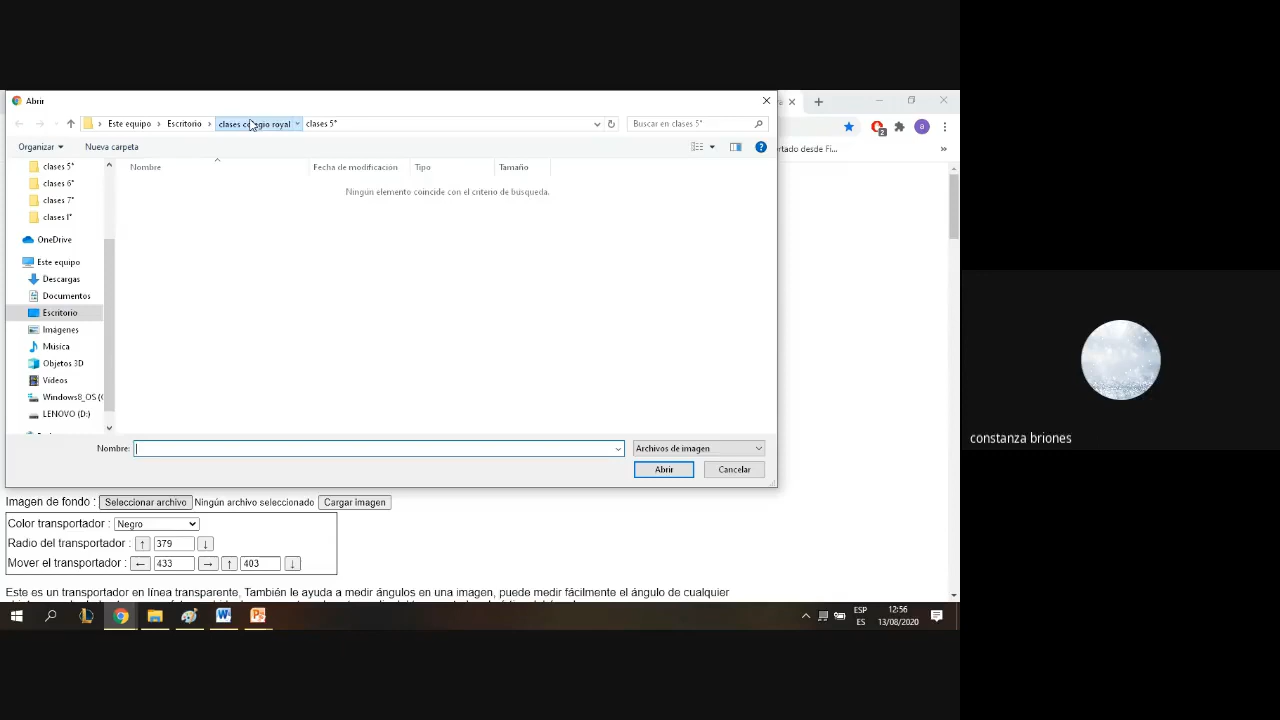 Abrir
Este equipo > Escritorio > clases colegio royal clases 5°
Buscar en clases 5°
Organizar
Nueva carpeta
Nombre
Fecha de modificación
Tipo
Tamaño
Ningún elemento coincide con el criterio de búsqueda.
clases 5°
clases 6°
clases 7°
clases I°
OneDrive
Este equipo
Descargas
Documentos
Escritorio
Imágenes
Música
Objetos 3D
Vídeos
Windows8_OS (
LENOVO (D:)
Nombre:
Archivos de imagen
Abrir
Cancelar
rtado desde Fi...
Imagen de fondo : Seleccionar archivo Ningún archivo seleccionado Cargar imagen
Color transportador : Negro
Radio del transportador : ↑ 379 ↓
Mover el transportador : ← 433 → ↑ 403 ↓
Este es un transportador en línea transparente, También le ayuda a medir ángulos en una imagen, puede medir fácilmente el ángulo de cualquier
ESP
ES
12:56
13/08/2020
constanza briones